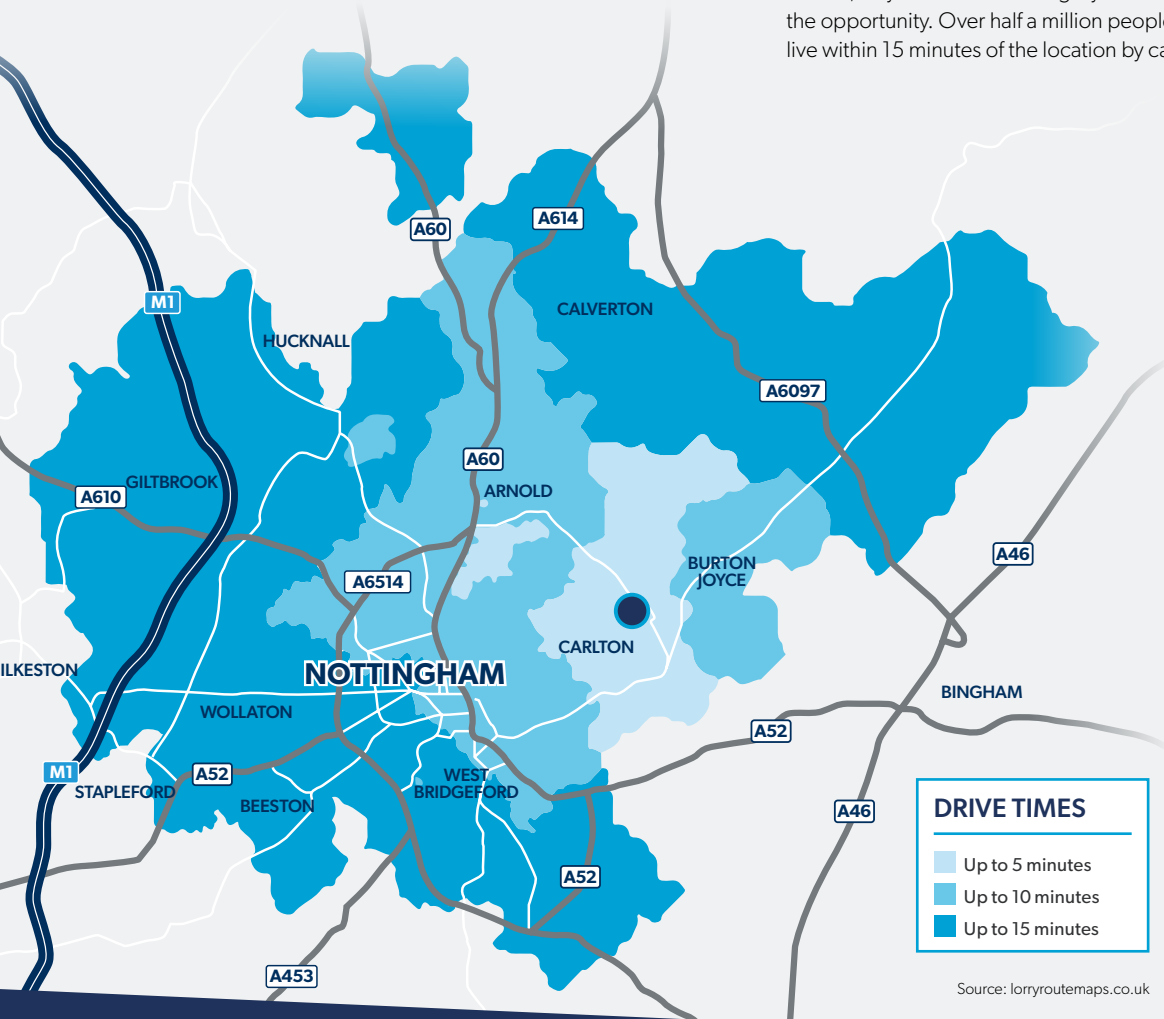 the opportunity. Over half a million people
live within 15 minutes of the location by ca
A60
A614
M1
CALVERTON
HUCKNALL
A6097
A60
GILTBROOK
ARNOLD
A610
A46
BURTON
JOYCE
A6514
CARLTON
ILKESTON
NOTTINGHAM
BINGHAM
WOLLATON
A52
M1
A52
WEST
BRIDGEFORD
STAPLEFORD
BEESTON
A46
DRIVE TIMES
Up to 5 minutes
Up to 10 minutes
Up to 15 minutes
A52
A453
Source: lorryroutemaps.co.uk